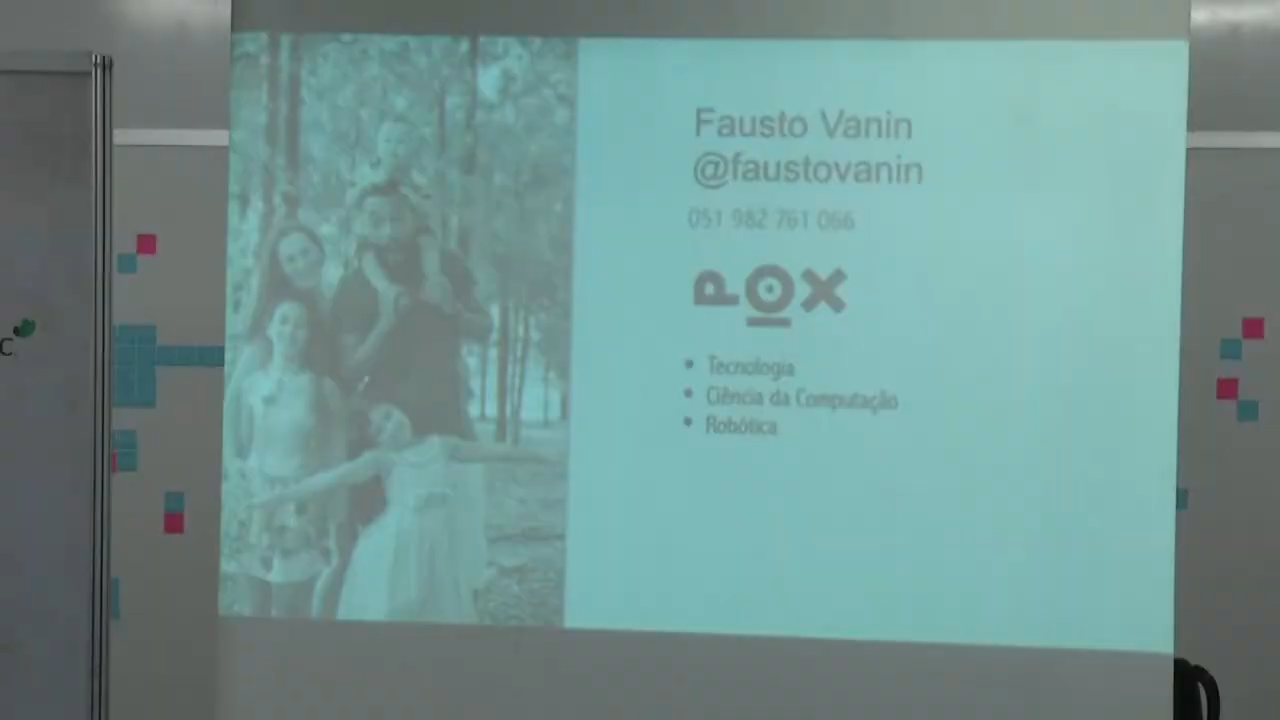 Fausto Vanin
@faustovanin
051 982 761 066
POX
• Tecnologia
• Ciência da Computação
• Robótica
c